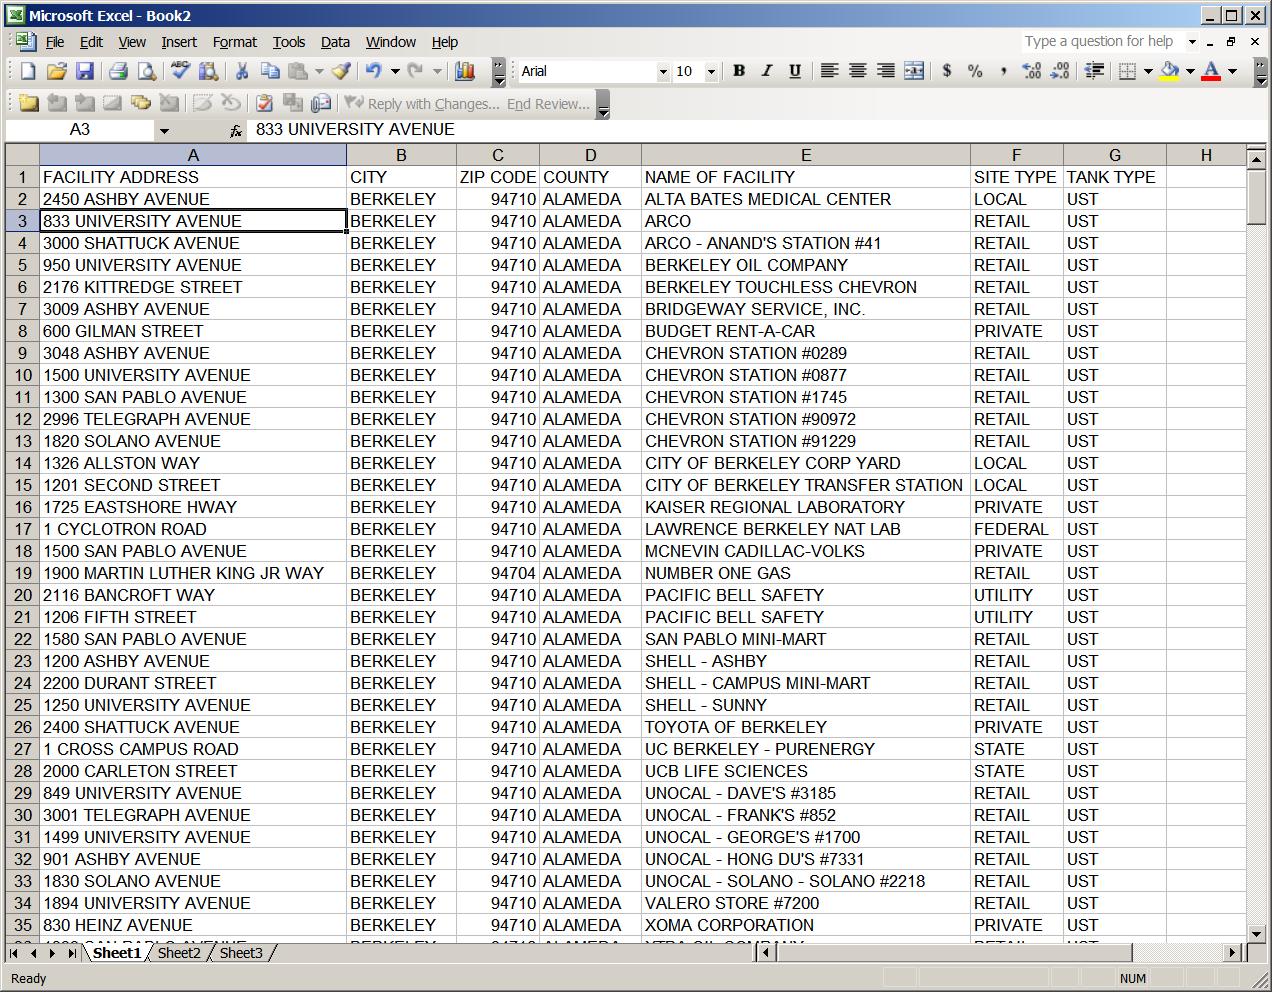 Microsoft Excel - Book2
File Edit View Insert Format Tools Data Window Help Type a question for help
Arial 10 B I U $ % ,
Reply with Changes... End Review...
A3 fx 833 UNIVERSITY AVENUE
A B C D E F G H
1 FACILITY ADDRESS CITY ZIP CODE COUNTY NAME OF FACILITY SITE TYPE TANK TYPE
2 2450 ASHBY AVENUE BERKELEY 94710 ALAMEDA ALTA BATES MEDICAL CENTER LOCAL UST
3 833 UNIVERSITY AVENUE BERKELEY 94710 ALAMEDA ARCO RETAIL UST
4 3000 SHATTUCK AVENUE BERKELEY 94710 ALAMEDA ARCO - ANAND'S STATION #41 RETAIL UST
5 950 UNIVERSITY AVENUE BERKELEY 94710 ALAMEDA BERKELEY OIL COMPANY RETAIL UST
6 2176 KITTREDGE STREET BERKELEY 94710 ALAMEDA BERKELEY TOUCHLESS CHEVRON RETAIL UST
7 3009 ASHBY AVENUE BERKELEY 94710 ALAMEDA BRIDGEWAY SERVICE, INC. RETAIL UST
8 600 GILMAN STREET BERKELEY 94710 ALAMEDA BUDGET RENT-A-CAR PRIVATE UST
9 3048 ASHBY AVENUE BERKELEY 94710 ALAMEDA CHEVRON STATION #0289 RETAIL UST
10 1500 UNIVERSITY AVENUE BERKELEY 94710 ALAMEDA CHEVRON STATION #0877 RETAIL UST
11 1300 SAN PABLO AVENUE BERKELEY 94710 ALAMEDA CHEVRON STATION #1745 RETAIL UST
12 2996 TELEGRAPH AVENUE BERKELEY 94710 ALAMEDA CHEVRON STATION #90972 RETAIL UST
13 1820 SOLANO AVENUE BERKELEY 94710 ALAMEDA CHEVRON STATION #91229 RETAIL UST
14 1326 ALLSTON WAY BERKELEY 94710 ALAMEDA CITY OF BERKELEY CORP YARD LOCAL UST
15 1201 SECOND STREET BERKELEY 94710 ALAMEDA CITY OF BERKELEY TRANSFER STATION LOCAL UST
16 1725 EASTSHORE HWAY BERKELEY 94710 ALAMEDA KAISER REGIONAL LABORATORY PRIVATE UST
17 1 CYCLOTRON ROAD BERKELEY 94710 ALAMEDA LAWRENCE BERKELEY NAT LAB FEDERAL UST
18 1500 SAN PABLO AVENUE BERKELEY 94710 ALAMEDA MCNEVIN CADILLAC-VOLKS PRIVATE UST
19 1900 MARTIN LUTHER KING JR WAY BERKELEY 94704 ALAMEDA NUMBER ONE GAS RETAIL UST
20 2116 BANCROFT WAY BERKELEY 94710 ALAMEDA PACIFIC BELL SAFETY UTILITY UST
21 1206 FIFTH STREET BERKELEY 94710 ALAMEDA PACIFIC BELL SAFETY UTILITY UST
22 1580 SAN PABLO AVENUE BERKELEY 94710 ALAMEDA SAN PABLO MINI-MART RETAIL UST
23 1200 ASHBY AVENUE BERKELEY 94710 ALAMEDA SHELL - ASHBY RETAIL UST
24 2200 DURANT STREET BERKELEY 94710 ALAMEDA SHELL - CAMPUS MINI-MART RETAIL UST
25 1250 UNIVERSITY AVENUE BERKELEY 94710 ALAMEDA SHELL - SUNNY RETAIL UST
26 2400 SHATTUCK AVENUE BERKELEY 94710 ALAMEDA TOYOTA OF BERKELEY PRIVATE UST
27 1 CROSS CAMPUS ROAD BERKELEY 94710 ALAMEDA UC BERKELEY - PURENERGY STATE UST
28 2000 CARLETON STREET BERKELEY 94710 ALAMEDA UCB LIFE SCIENCES STATE UST
29 849 UNIVERSITY AVENUE BERKELEY 94710 ALAMEDA UNOCAL - DAVE'S #3185 RETAIL UST
30 3001 TELEGRAPH AVENUE BERKELEY 94710 ALAMEDA UNOCAL - FRANK'S #852 RETAIL UST
31 1499 UNIVERSITY AVENUE BERKELEY 94710 ALAMEDA UNOCAL - GEORGE'S #1700 RETAIL UST
32 901 ASHBY AVENUE BERKELEY 94710 ALAMEDA UNOCAL - HONG DU'S #7331 RETAIL UST
33 1830 SOLANO AVENUE BERKELEY 94710 ALAMEDA UNOCAL - SOLANO - SOLANO #2218 RETAIL UST
34 1894 UNIVERSITY AVENUE BERKELEY 94710 ALAMEDA VALERO STORE #7200 RETAIL UST
35 830 HEINZ AVENUE BERKELEY 94710 ALAMEDA XOMA CORPORATION PRIVATE UST
Sheet1 Sheet2 Sheet3
Ready NUM